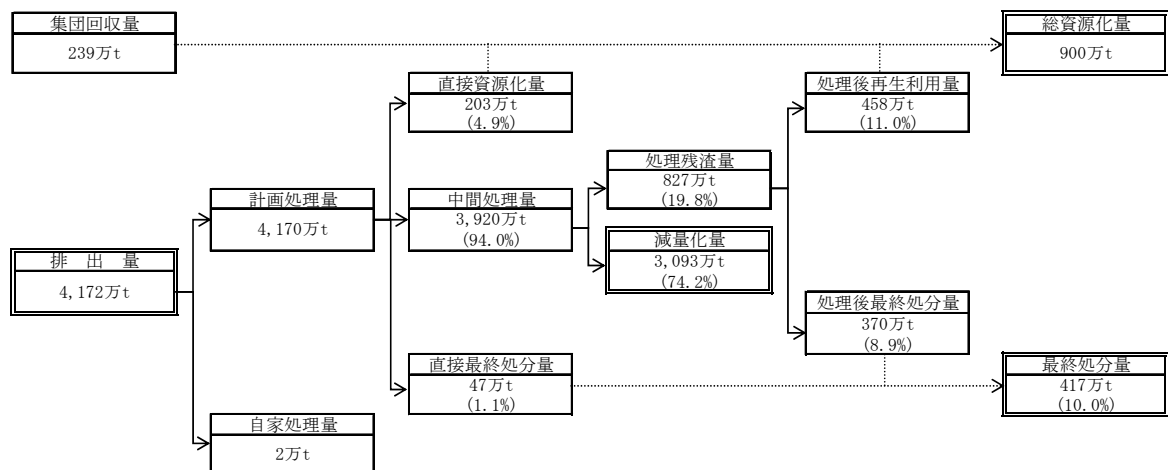 集団回収量
239万t
総資源化量
900万t
直接資源化量
203万t
(4.9%)
処理後再生利用量
458万t
(11.0%)
処理残渣量
827万t
(19.8%)
計画処理量
4,170万t
中間処理量
3,920万t
(94.0%)
減量化量
3,093万t
(74.2%)
排 出 量
4,172万t
処理後最終処分量
370万t
(8.9%)
直接最終処分量
47万t
(1.1%)
最終処分量
417万t
(10.0%)
自家処理量
2万t